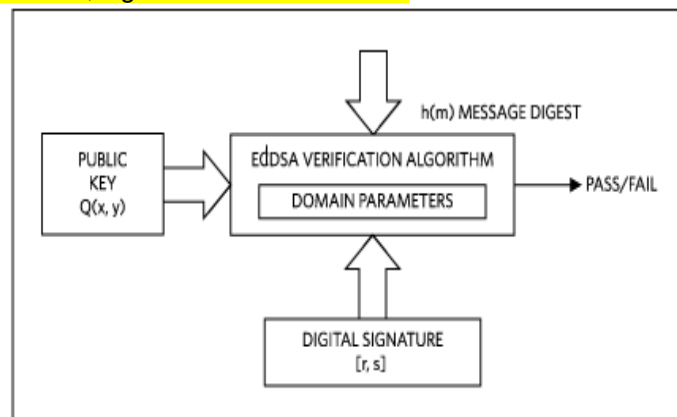 h(m) MESSAGE DIGEST
PUBLIC
KEY
Q(x, y)
EdDSA VERIFICATION ALGORITHM
DOMAIN PARAMETERS
PASS/FAIL
DIGITAL SIGNATURE
[r, s]